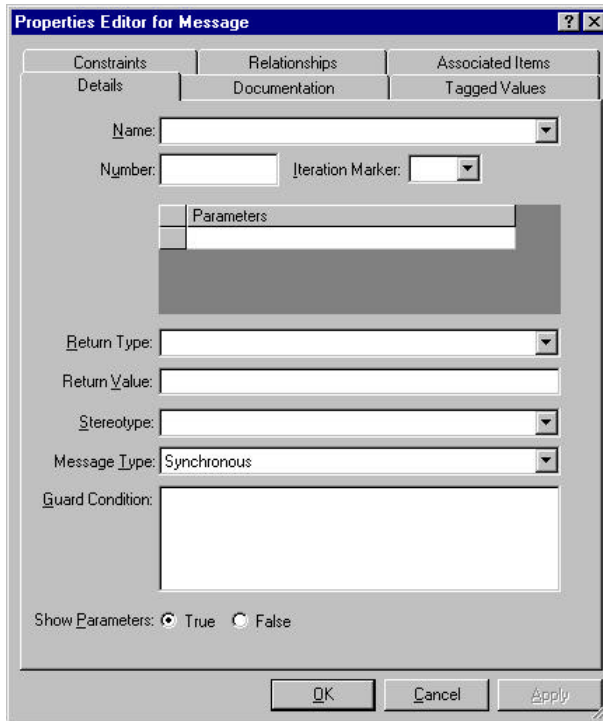 Properties Editor for Message
Constraints Relationships Associated Items
Details Documentation Tagged Values
Name:
Number: Iteration Marker:
Parameters
Return Type:
Return Value:
Stereotype:
Message Type: Synchronous
Guard Condition:
Show Parameters: True False
OK Cancel Apply